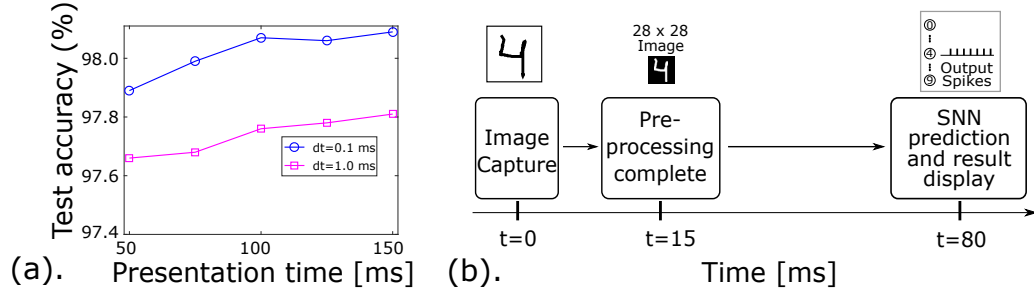 Test accuracy (%)
98.0
97.8
97.6
97.4
50
100
150
dt=0.1 ms
dt=1.0 ms
(a).
Presentation time [ms]
4
28 x 28
Image
4
0
4
9
Output
Spikes
Image
Capture
Pre-
processing
complete
SNN
prediction
and result
display
t=0
t=15
t=80
(b).
Time [ms]